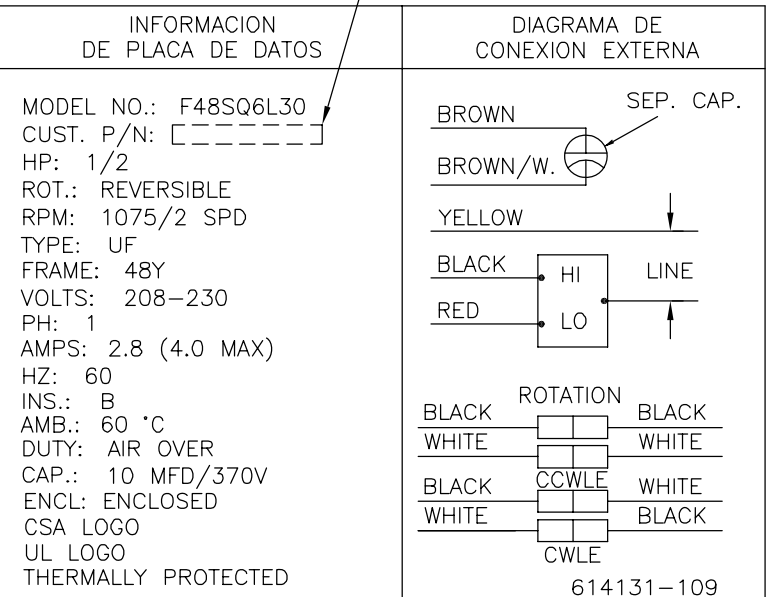 INFORMACION
DE PLACA DE DATOS
MODEL NO.: F48SQ6L30
CUST. P/N:
HP: 1/2
ROT.: REVERSIBLE
RPM: 1075/2 SPD
TYPE: UF
FRAME: 48Y
VOLTS: 208-230
PH: 1
AMPS: 2.8 (4.0 MAX)
HZ: 60
INS.: B
AMB.: 60 °C
DUTY: AIR OVER
CAP.: 10 MFD/370V
ENCL: ENCLOSED
CSA LOGO
UL LOGO
THERMALLY PROTECTED
DIAGRAMA DE
CONEXION EXTERNA
BROWN
SEP. CAP.
BROWN/W.
YELLOW
BLACK
HI
LINE
RED
LO
ROTATION
BLACK
BLACK
WHITE
WHITE
CCWLE
BLACK
WHITE
WHITE
BLACK
CWLE
614131-109